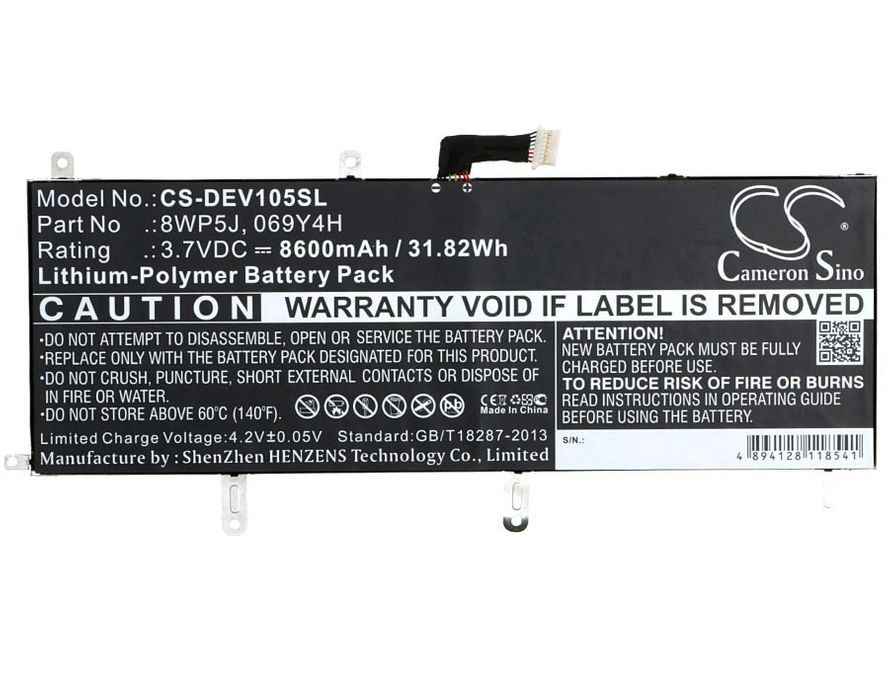 Model No.: CS-DEV105SL
Part No .: 8WP5J, 069Y4H
Rating .: 3.7VDC ⎓ 8600mAh / 31.82Wh
Lithium-Polymer Battery Pack
CS ®
Cameron Sino
CAUTION WARRANTY VOID IF LABEL IS REMOVED
•DO NOT ATTEMPT TO DISASSEMBLE, OPEN OR SERVICE THE BATTERY PACK.
•REPLACE ONLY WITH THE BATTERY PACK DESIGNATED FOR THIS PRODUCT.
•DO NOT CRUSH, PUNCTURE, SHORT EXTERNAL CONTACTS OR DISPOSE OF
IN FIRE OR WATER.
•DO NOT STORE ABOVE 60°C (140°F).
Pb
CE
Made In China
Limited Charge Voltage:4.2V±0.05V Standard:GB/T18287-2013
Manufacture by: ShenZhen HENZENS Technology Co., Limited
ATTENTION!
NEW BATTERY PACK MUST BE FULLY
CHARGED BEFORE USE.
TO REDUCE RISK OF FIRE OR BURNS
READ INSTRUCTIONS IN OPERATING GUIDE
BEFORE USING THE BATTERY.
S/N.:
4 894128 118541